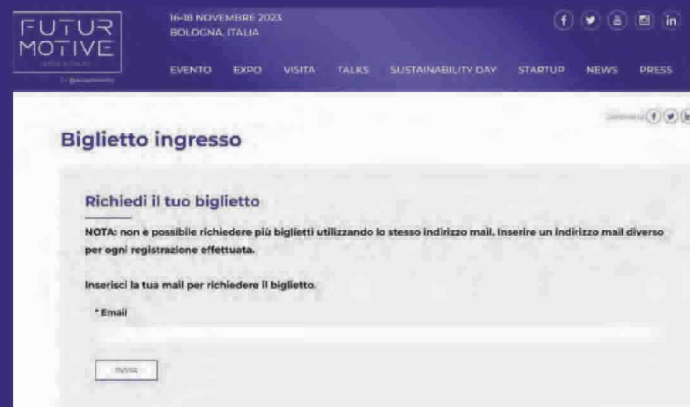 FUTUR
MOTIVE
16-18 NOVEMBRE 2023
BOLOGNA, ITALIA
EVENTO EXPO VISITA TALKS SUSTAINABILITY DAY STARTUP NEWS PRESS
Biglietto ingresso
Richiedi il tuo biglietto
NOTA: non è possibile richiedere più biglietti utilizzando lo stesso indirizzo mail. Inserire un indirizzo mail diverso
per ogni registrazione effettuata.
Inserisci la tua mail per richiedere il biglietto.
* Email